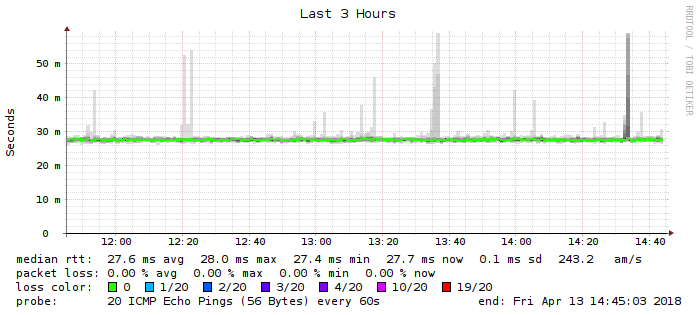 Last 3 Hours
RRDTOOL / TOBI OETIKER
Seconds
50 m
40 m
30 m
20 m
10 m
0
12:00 12:20 12:40 13:00 13:20 13:40 14:00 14:20 14:40
median rtt: 27.6 ms avg 28.0 ms max 27.4 ms min 27.7 ms now 0.1 ms sd 243.2 am/s
packet loss: 0.00 % avg 0.00 % max 0.00 % min 0.00 % now
loss color: 0 1/20 2/20 3/20 4/20 10/20 19/20
probe: 20 ICMP Echo Pings (56 Bytes) every 60s end: Fri Apr 13 14:45:03 2018